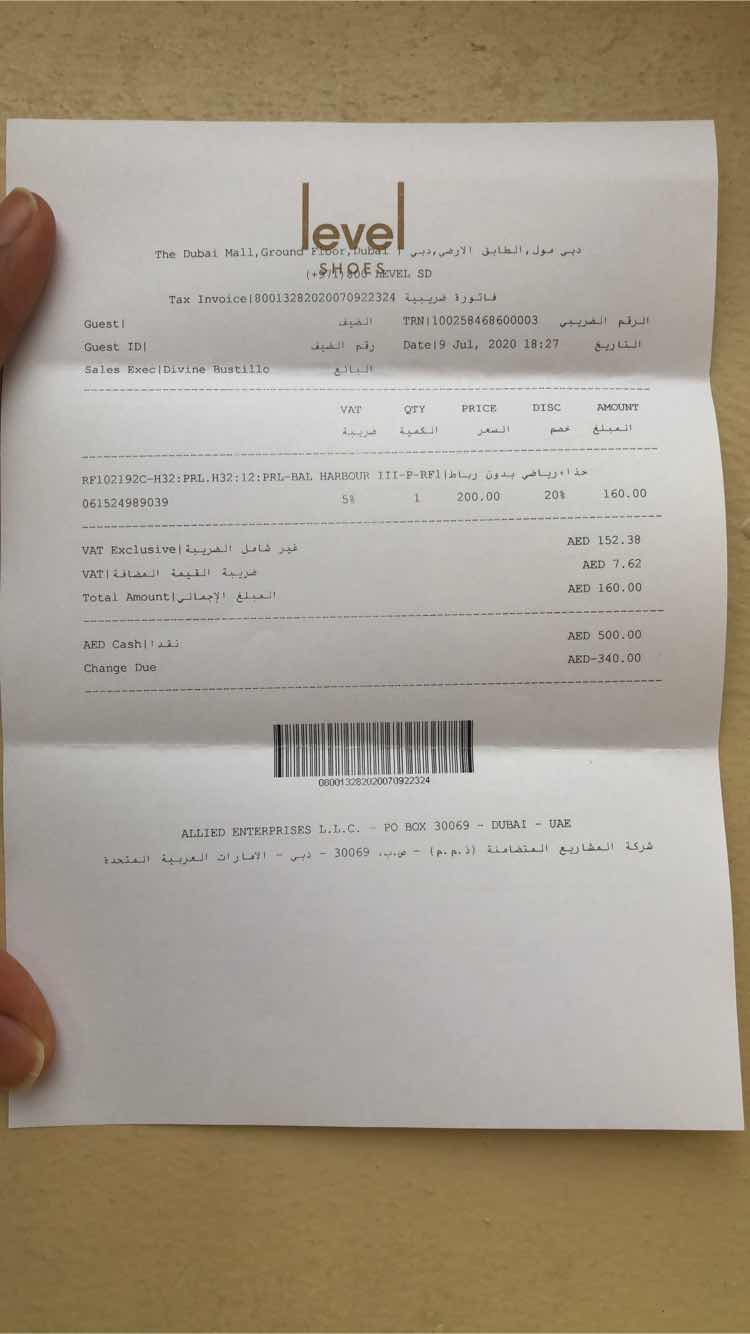 level
SHOES
The Dubai Mall,Ground Floor,Dubai | دبي مول,الطابق الارضي,دبي
(+971)800 LEVEL SD
Tax Invoice|80013282020070922324 فاتورة ضريبية
Guest| الضيف TRN|100258468600003 الرقم الضريبي
Guest ID| رقم الضيف Date|9 Jul, 2020 18:27 التاريخ
Sales Exec|Divine Bustillo البائع
VAT QTY PRICE DISC AMOUNT
ضريبة الكمية السعر خصم المبلغ
RF102192C-H32:PRL.H32:12:PRL-BAL HARBOUR III-P-RF1|حذاءرياضي بدون رباط
061524989039 5% 1 200.00 20% 160.00
VAT Exclusive|غير شامل الضريبة AED 152.38
VAT|ضريبة القيمة المضافة AED 7.62
Total Amount|المبلغ الإجمالي AED 160.00
AED Cash|نقدا AED 500.00
Change Due AED-340.00
080013282020070922324
ALLIED ENTERPRISES L.L.C. - PO BOX 30069 - DUBAI - UAE
شركة المشاريع المتضامنة (ذ.م.م) - ص.ب. 30069 - دبي - الامارات العربية المتحدة